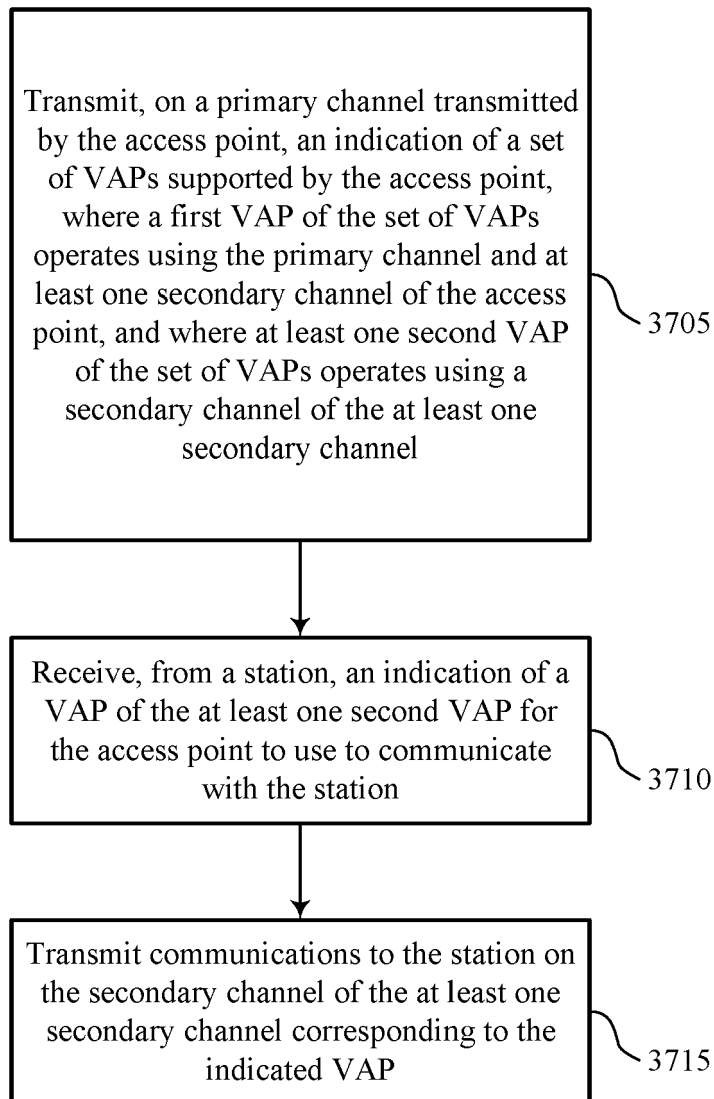 Transmit, on a primary channel transmitted
by the access point, an indication of a set
of VAPs supported by the access point,
where a first VAP of the set of VAPs
operates using the primary channel and at
least one secondary channel of the access
point, and where at least one second VAP
of the set of VAPs operates using a
secondary channel of the at least one
secondary channel
3705
Receive, from a station, an indication of a
VAP of the at least one second VAP for
the access point to use to communicate
with the station
3710
Transmit communications to the station on
the secondary channel of the at least one
secondary channel corresponding to the
indicated VAP
3715